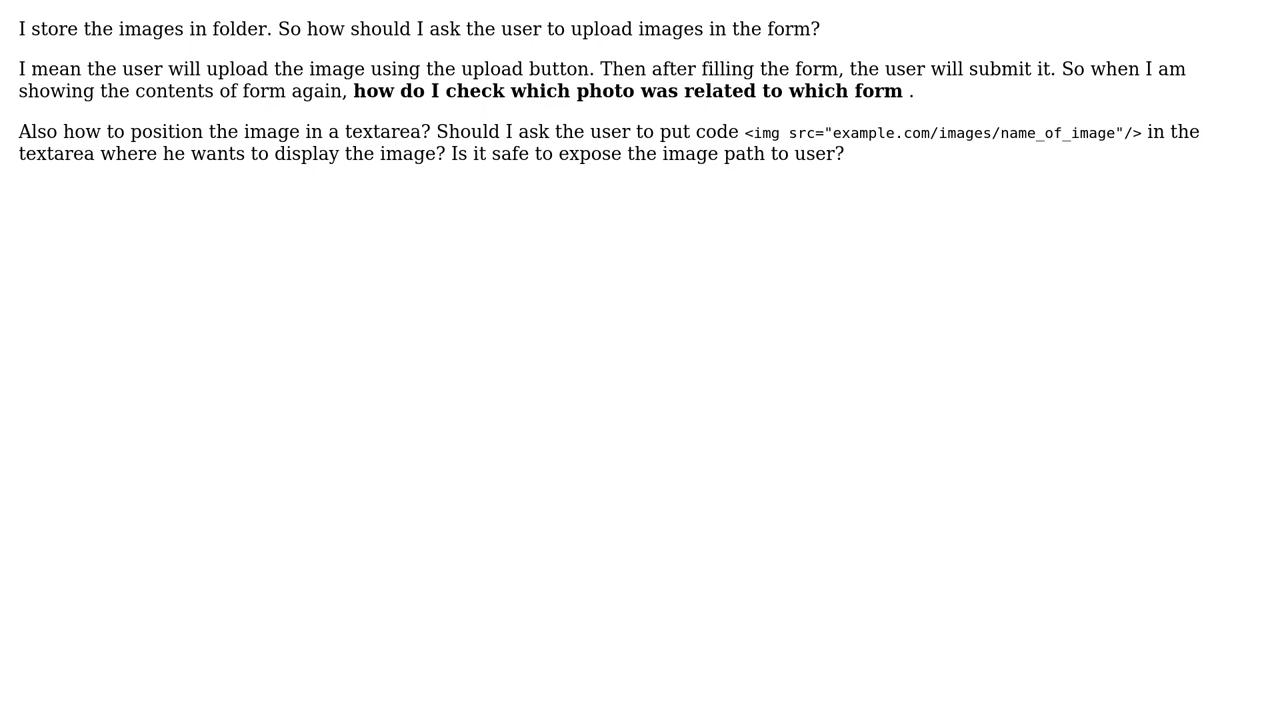 I store the images in folder. So how should I ask the user to upload images in the form?
I mean the user will upload the image using the upload button. Then after filling the form, the user will submit it. So when I am
showing the contents of form again, how do I check which photo was related to which form .
Also how to position the image in a textarea? Should I ask the user to put code <img src="example.com/images/name_of_image"/> in the
textarea where he wants to display the image? Is it safe to expose the image path to user?